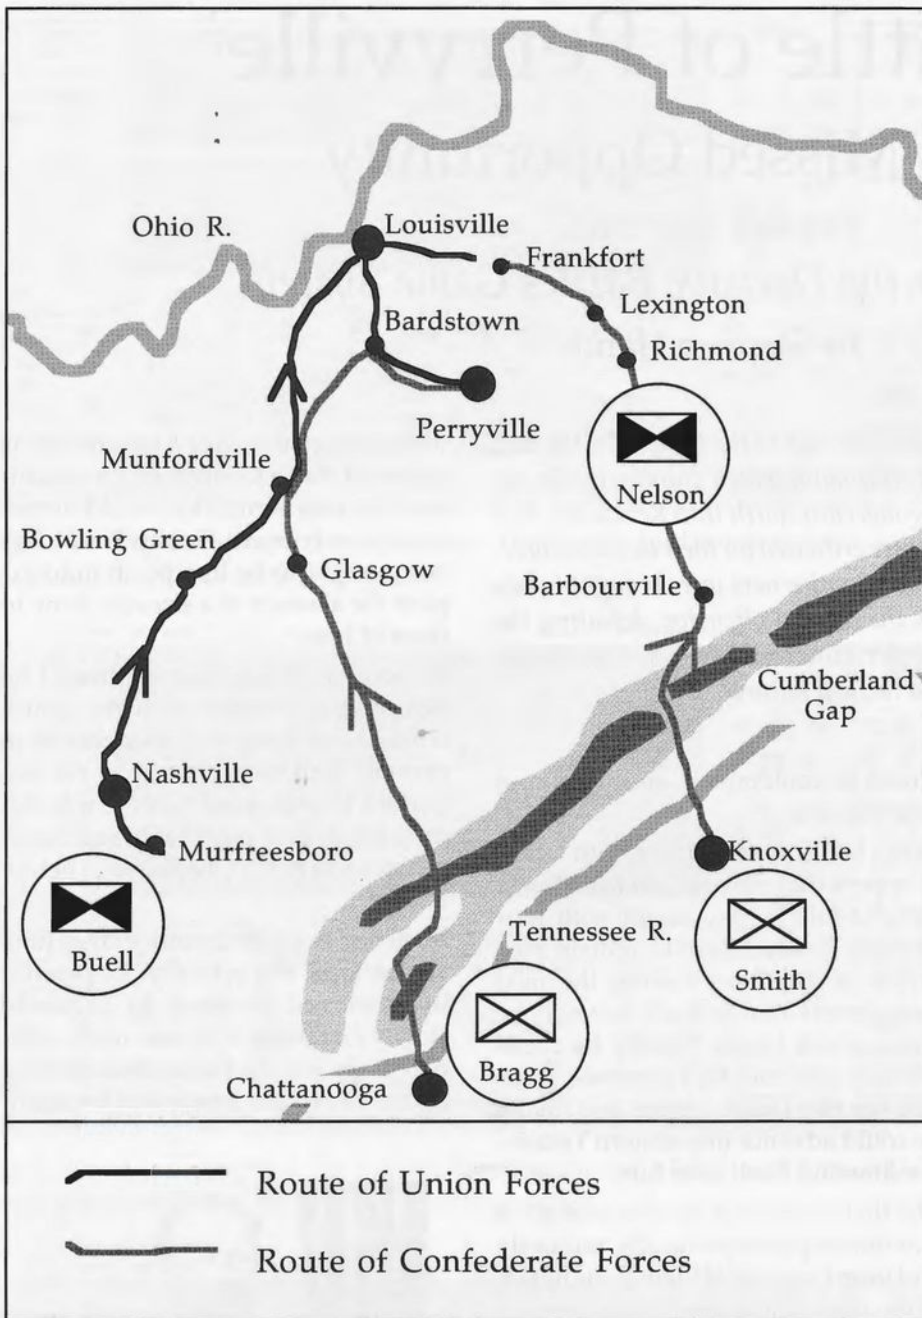 Ohio R.
Louisville
Frankfort
Lexington
Bardstown
Richmond
Perryville
Munfordville
Nelson
Bowling Green
Glasgow
Barbourville
Cumberland
Gap
Nashville
Murfreesboro
Knoxville
Tennessee R.
Buell
Smith
Bragg
Chattanooga
Route of Union Forces
Route of Confederate Forces